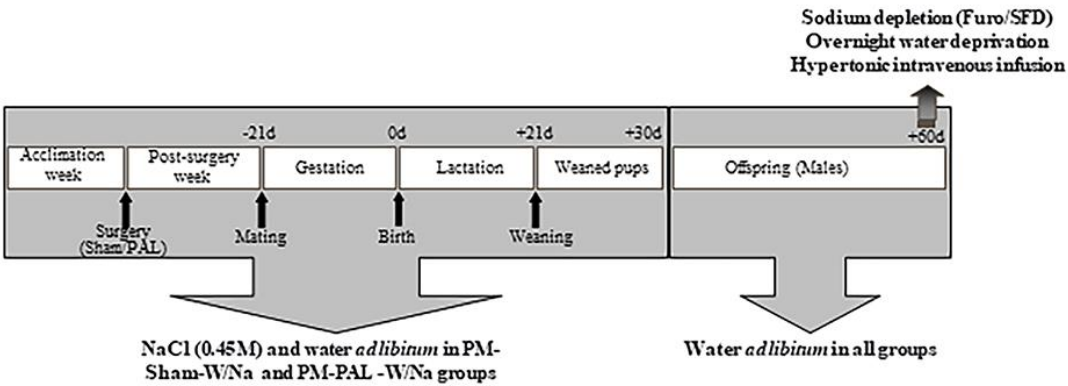 Sodium depletion (Furo/SFD)
Overnight water deprivation
Hypertonic intravenous infusion
-21d
0d
+21d
+30d
+60d
Acclimation
week
Post-surgery
week
Gestation
Lactation
Weaned pups
Offspring (Males)
Surgery
(Sham/PAL)
Mating
Birth
Weaning
NaCl (0.45M) and water ad libitum in PM-
Sham-W/Na and PM-PAL -W/Na groups
Water ad libitum in all groups